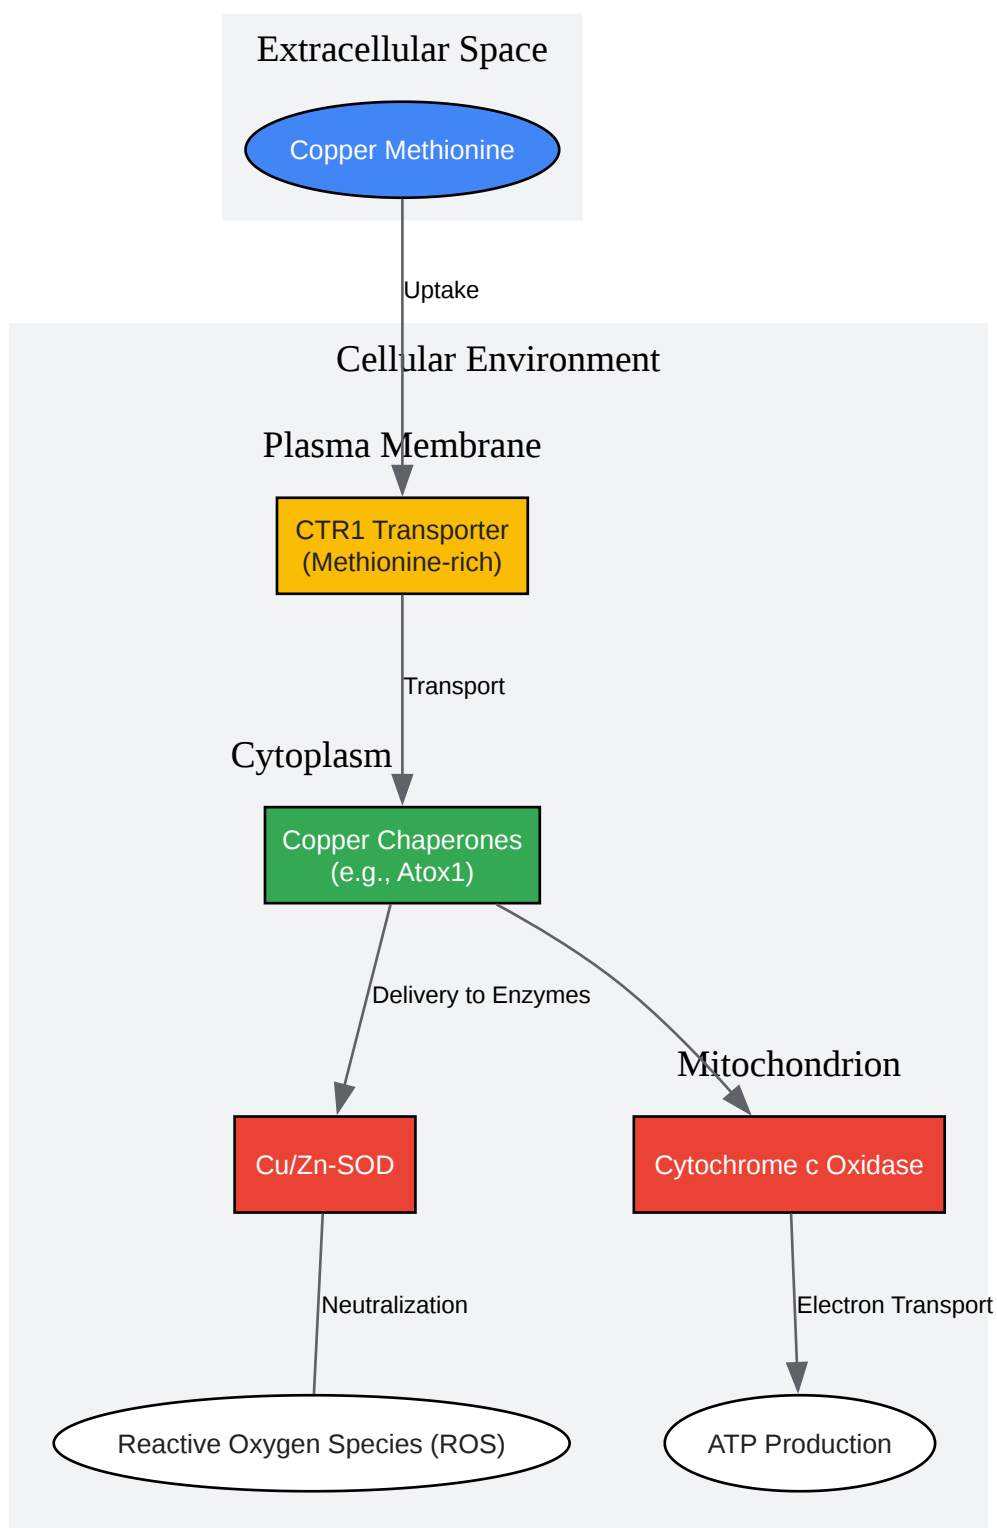 Extracellular Space
Copper Methionine
Uptake
Cellular Environment
Plasma Membrane
CTR1 Transporter
(Methionine-rich)
Transport
Cytoplasm
Copper Chaperones
(e.g., Atox1)
Delivery to Enzymes
Mitochondrion
Cu/Zn-SOD
Cytochrome c Oxidase
Neutralization
Electron Transport
Reactive Oxygen Species (ROS)
ATP Production